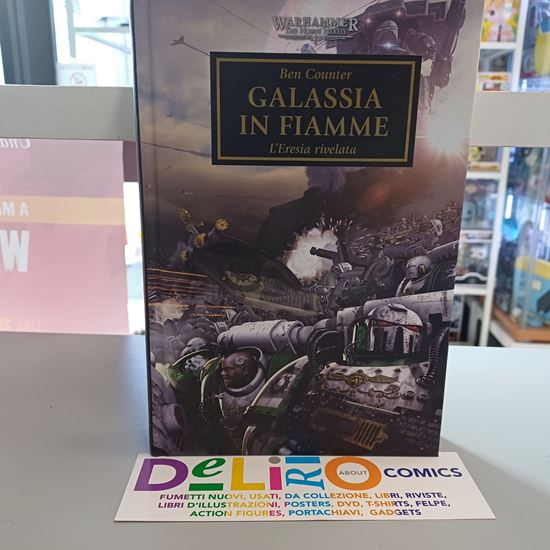 WARHAMMER
THE HORUS HERESY
Ben Counter
GALASSIA
IN FIAMME
L'Eresia rivelata
A MA
W
DELiRiO ABOUT COMICS
FUMETTI NUOVI, USATI, DA COLLEZIONE, LIBRI, RIVISTE,
LIBRI D'ILLUSTRAZIONI, POSTERS, DVD, T-SHIRTS, FELPE,
ACTION FIGURES, PORTACHIAVI, GADGETS